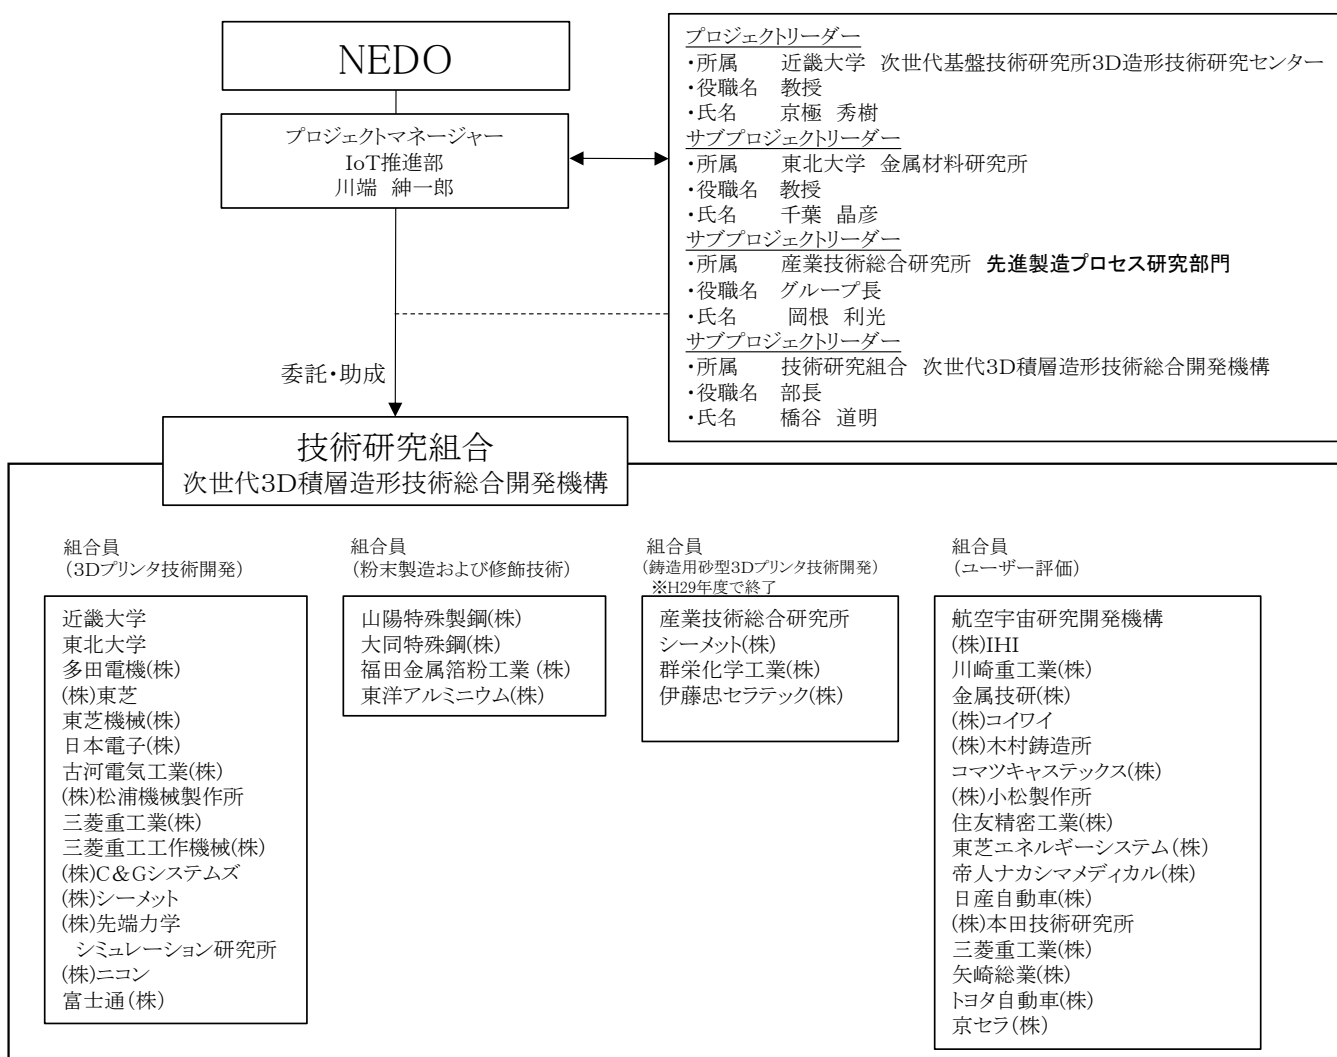 NEDO
プロジェクトマネージャー
IoT推進部
川端 紳一郎
プロジェクトリーダー
・所属 近畿大学 次世代基盤技術研究所3D造形技術研究センター
・役職名 教授
・氏名 京極 秀樹
サブプロジェクトリーダー
・所属 東北大学 金属材料研究所
・役職名 教授
・氏名 千葉 晶彦
サブプロジェクトリーダー
・所属 産業技術総合研究所 先進製造プロセス研究部門
・役職名 グループ長
・氏名 岡根 利光
サブプロジェクトリーダー
・所属 技術研究組合 次世代3D積層造形技術総合開発機構
・役職名 部長
・氏名 橋谷 道明
委託・助成
技術研究組合
次世代3D積層造形技術総合開発機構
組合員
(3Dプリンタ技術開発)
近畿大学
東北大学
多田電機(株)
(株)東芝
東芝機械(株)
日本電子(株)
古河電気工業(株)
(株)松浦機械製作所
三菱重工業(株)
三菱重工工作機械(株)
(株)C&Gシステムズ
(株)シーメット
(株)先端力学
シミュレーション研究所
(株)ニコン
富士通(株)
組合員
(粉末製造および修飾技術)
山陽特殊製鋼(株)
大同特殊鋼(株)
福田金属箔粉工業(株)
東洋アルミニウム(株)
組合員
(鋳造用砂型3Dプリンタ技術開発)
※H29年度で終了
産業技術総合研究所
シーメット(株)
群栄化学工業(株)
伊藤忠セラテック(株)
組合員
(ユーザー評価)
航空宇宙研究開発機構
(株)IHI
川崎重工業(株)
金属技研(株)
(株)コイワイ
(株)木村鋳造所
コマツキャステックス(株)
(株)小松製作所
住友精密工業(株)
東芝エネルギーシステム(株)
帝人ナカシマメディカル(株)
日産自動車(株)
(株)本田技術研究所
三菱重工業(株)
矢崎総業(株)
トヨタ自動車(株)
京セラ(株)